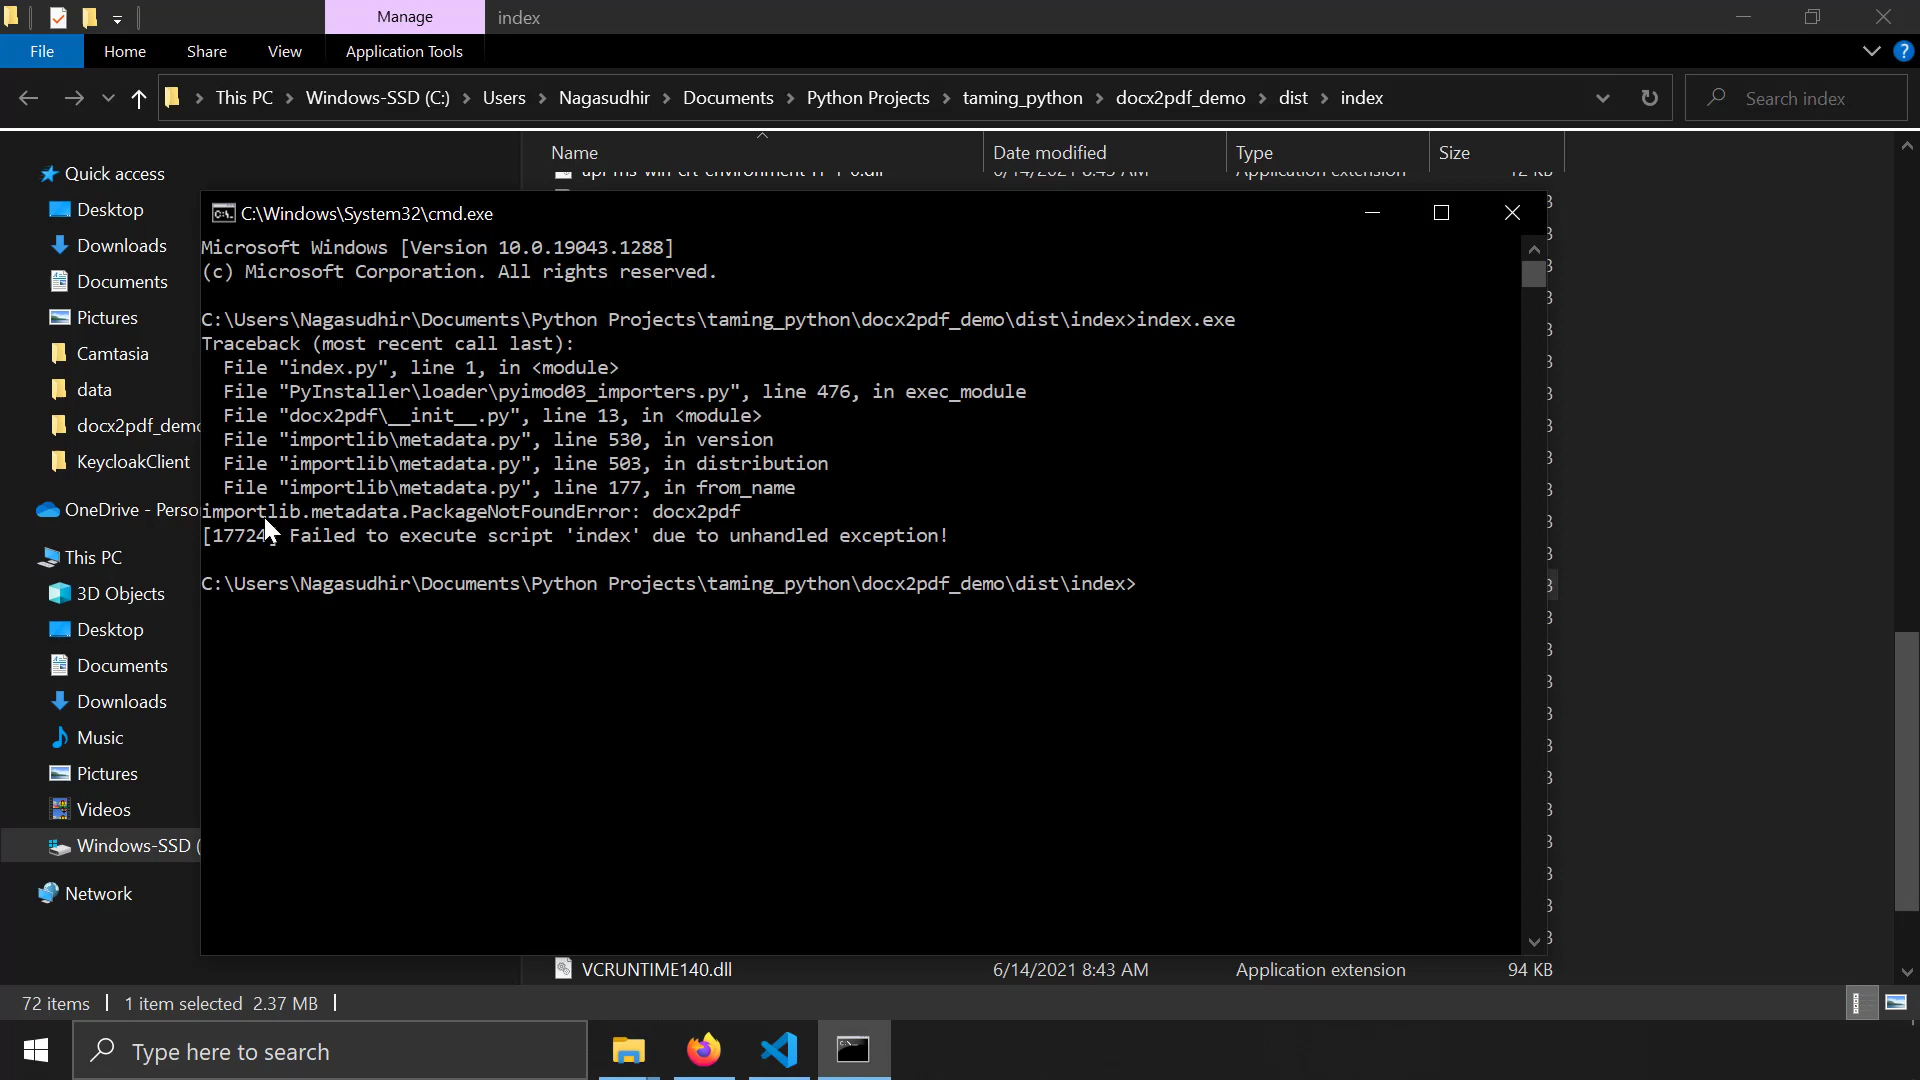 Manage
index
File
Home
Share
View
Application Tools
This PC
Windows-SSD (C:)
Users
Nagasudhir
Documents
Python Projects
taming_python
docx2pdf_demo
dist
index
Search index
Name
Date modified
Type
Size
Quick access
Desktop
Downloads
Documents
Pictures
Camtasia
data
docx2pdf_demo
KeycloakClient
OneDrive - Perso
This PC
3D Objects
Desktop
Documents
Downloads
Music
Pictures
Videos
Windows-SSD (
Network
C:\Windows\System32\cmd.exe
Microsoft Windows [Version 10.0.19043.1288]
(c) Microsoft Corporation. All rights reserved.
C:\Users\Nagasudhir\Documents\Python Projects\taming_python\docx2pdf_demo\dist\index>index.exe
Traceback (most recent call last):
File "index.py", line 1, in <module>
File "PyInstaller\loader\pyimod03_importers.py", line 476, in exec_module
File "docx2pdf\__init__.py", line 13, in <module>
File "importlib\metadata.py", line 530, in version
File "importlib\metadata.py", line 503, in distribution
File "importlib\metadata.py", line 177, in from_name
importlib.metadata.PackageNotFoundError: docx2pdf
[17724] Failed to execute script 'index' due to unhandled exception!
C:\Users\Nagasudhir\Documents\Python Projects\taming_python\docx2pdf_demo\dist\index>
VCRUNTIME140.dll
6/14/2021 8:43 AM
Application extension
94 KB
72 items
1 item selected 2.37 MB
Type here to search